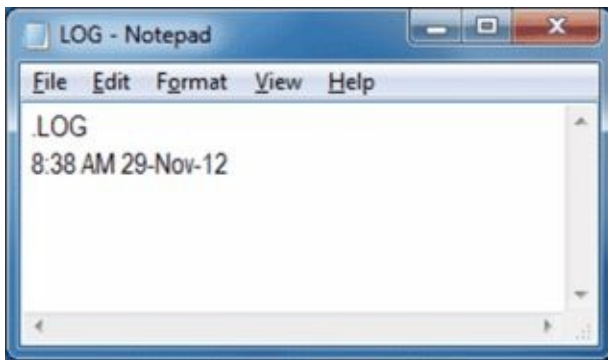 LOG - Notepad
File Edit Format View Help
.LOG
8:38 AM 29-Nov-12